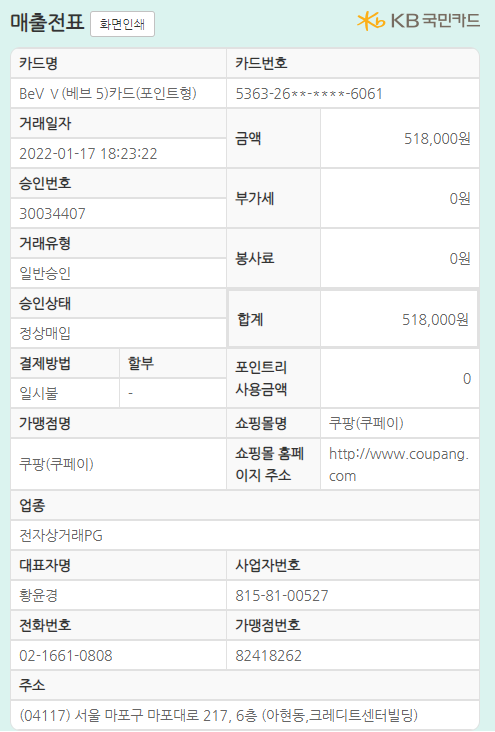 매출전표 화면인쇄 KB국민카드
카드명 카드번호
BeV V (베브 5)카드(포인트형) 5363-26**-****-6061
거래일자
금액 518,000원
2022-01-17 18:23:22
승인번호
부가세 0원
30034407
거래유형
봉사료 0원
일반승인
승인상태
합계 518,000원
정상매입
결제방법 할부 포인트리
사용금액 0
일시불 -
가맹점명 쇼핑몰명 쿠팡(쿠페이)
쿠팡(쿠페이) 쇼핑몰 홈페 http://www.coupang.
이지 주소 com
업종
전자상거래PG
대표자명 사업자번호
황윤경 815-81-00527
전화번호 가맹점번호
02-1661-0808 82418262
주소
(04117) 서울 마포구 마포대로 217, 6층 (아현동,크레디트센터빌딩)